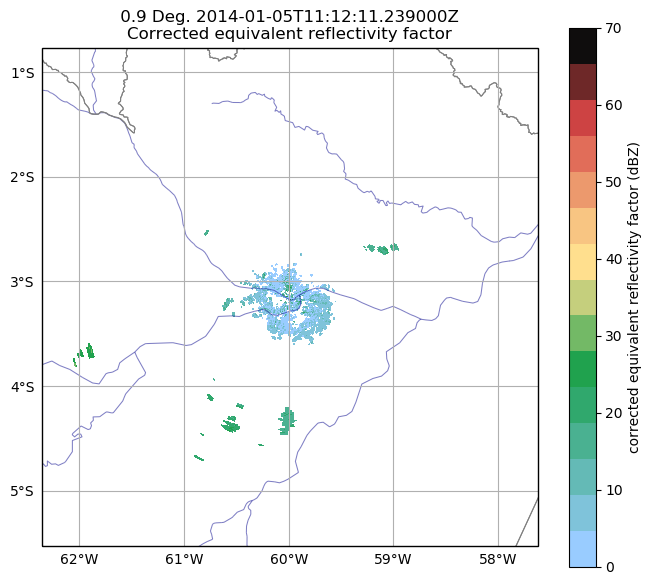 0.9 Deg. 2014-01-05T11:12:11.239000Z
Corrected equivalent reflectivity factor
1°S
2°S
3°S
4°S
5°S
62°W
61°W
60°W
59°W
58°W
70
60
50
40
30
20
10
0
corrected equivalent reflectivity factor (dBZ)